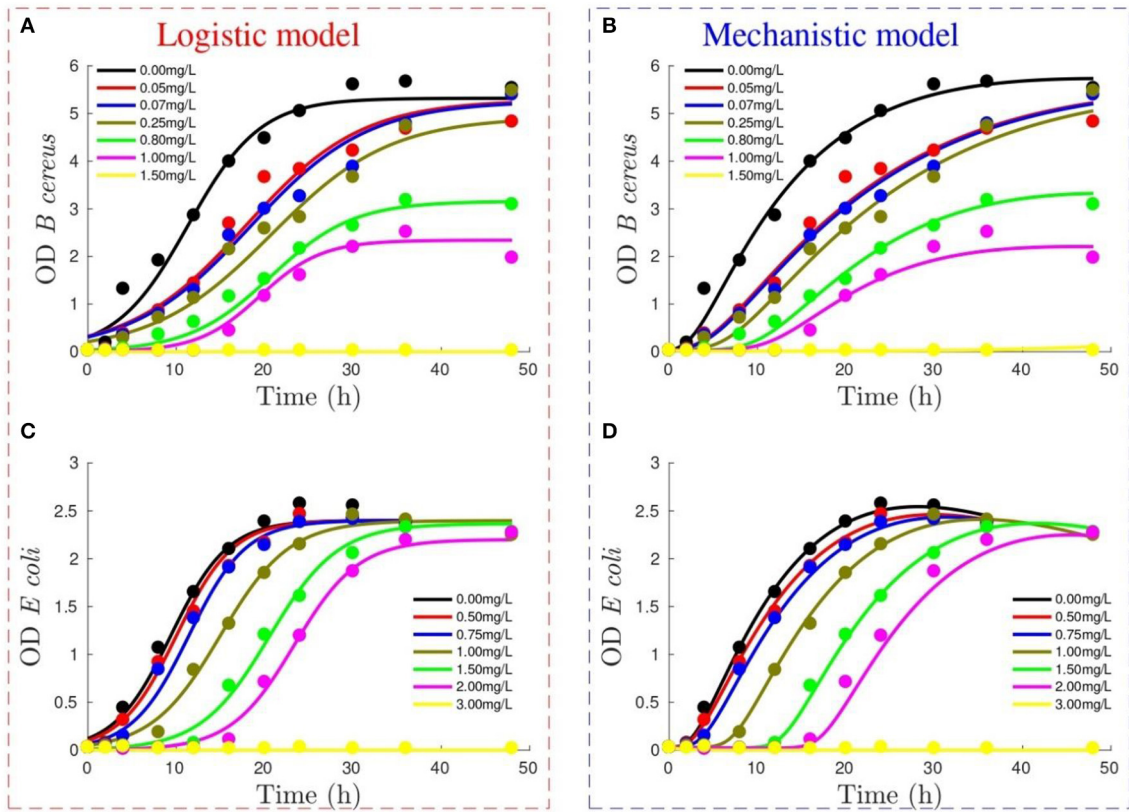 A
Logistic model
OD B cereus
6
5
4
3
2
1
0
0.00mg/L
0.05mg/L
0.07mg/L
0.25mg/L
0.80mg/L
1.00mg/L
1.50mg/L
0 10 20 30 40 50
Time (h)
B
Mechanistic model
OD B cereus
6
5
4
3
2
1
0
0.00mg/L
0.05mg/L
0.07mg/L
0.25mg/L
0.80mg/L
1.00mg/L
1.50mg/L
0 10 20 30 40 50
Time (h)
C
OD E coli
3
2.5
2
1.5
1
0.5
0
0.00mg/L
0.50mg/L
0.75mg/L
1.00mg/L
1.50mg/L
2.00mg/L
3.00mg/L
0 10 20 30 40 50
Time (h)
D
OD E coli
3
2.5
2
1.5
1
0.5
0
0.00mg/L
0.50mg/L
0.75mg/L
1.00mg/L
1.50mg/L
2.00mg/L
3.00mg/L
0 10 20 30 40 50
Time (h)